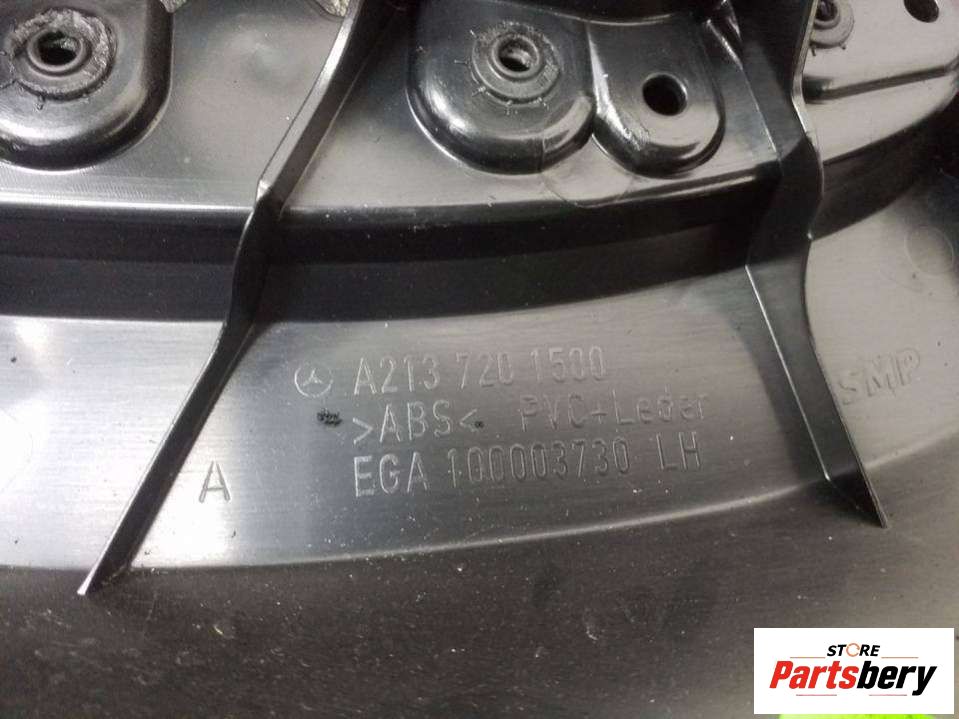 A213 720 1500
>ABS< PVC+Leder
SMP
A
EGA 100003730 LH
STORE
Partsbery